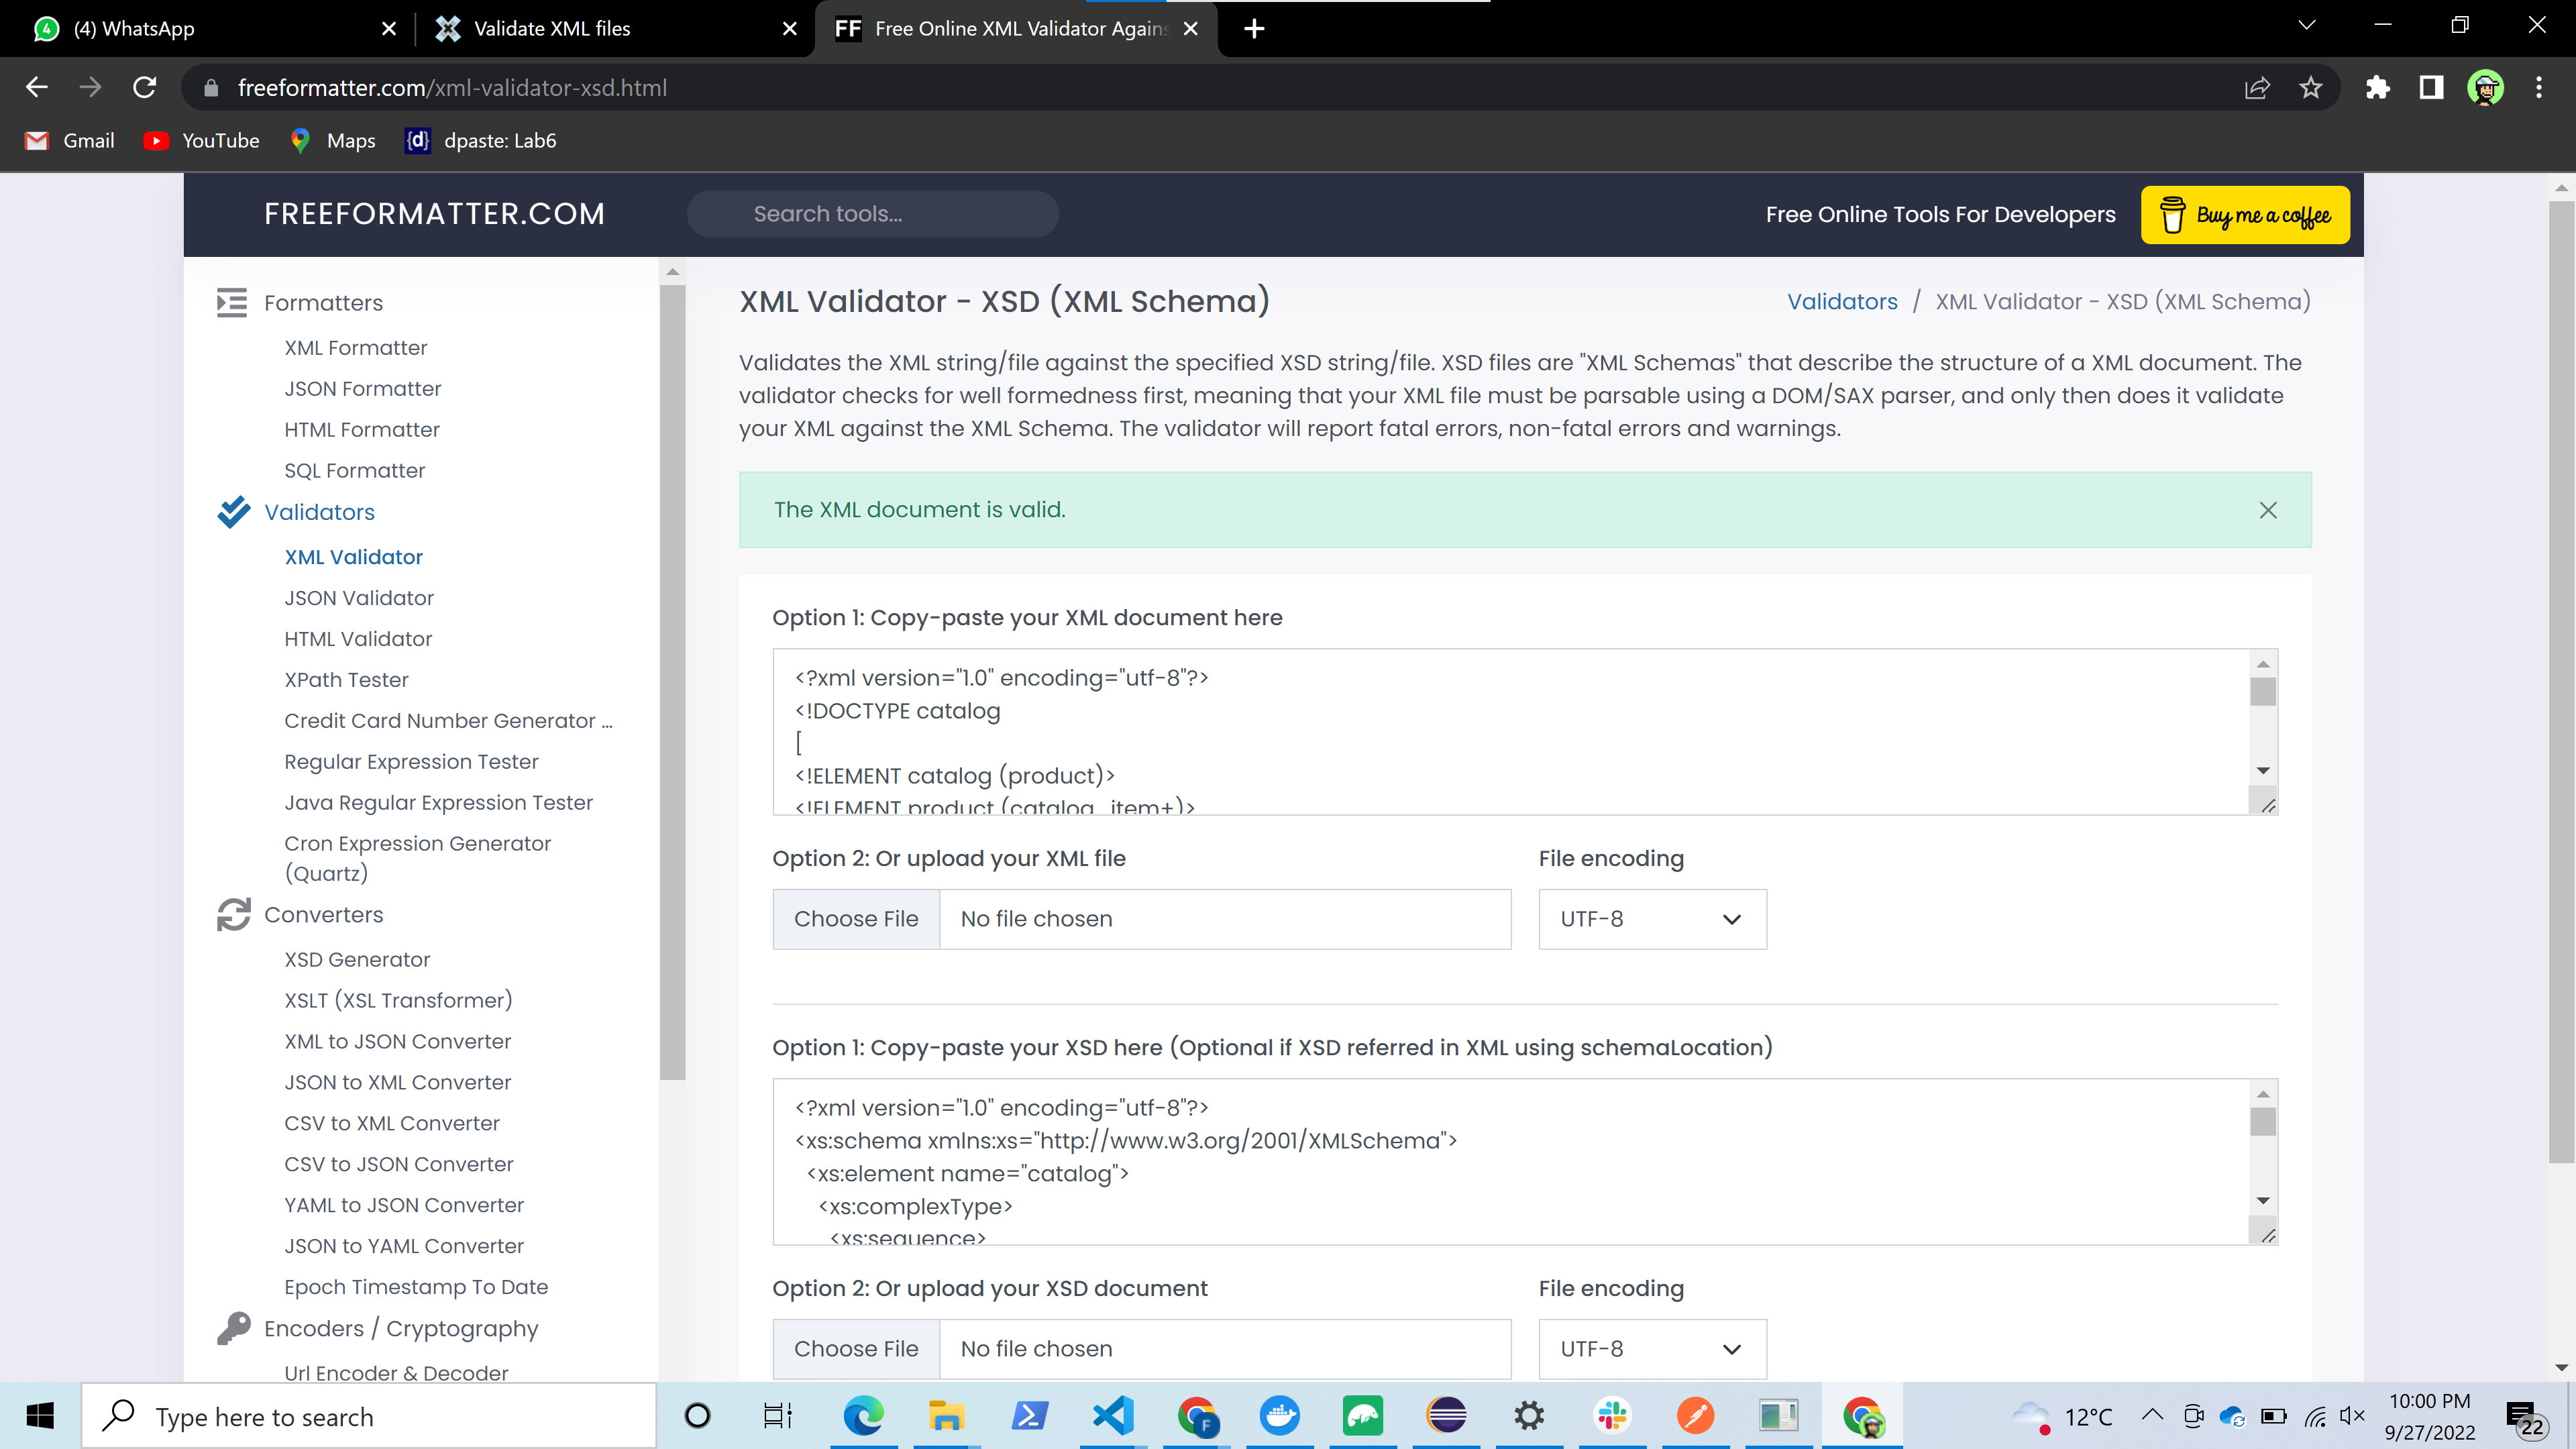 (4) WhatsApp
Validate XML files
FF Free Online XML Validator Agains
freeformatter.com/xml-validator-xsd.html
Gmail
YouTube
Maps
{d} dpaste: Lab6
FREEFORMATTER.COM
Search tools...
Free Online Tools For Developers
Buy me a coffee
Formatters
XML Formatter
JSON Formatter
HTML Formatter
SQL Formatter
Validators
XML Validator
JSON Validator
HTML Validator
XPath Tester
Credit Card Number Generator ...
Regular Expression Tester
Java Regular Expression Tester
Cron Expression Generator
(Quartz)
Converters
XSD Generator
XSLT (XSL Transformer)
XML to JSON Converter
JSON to XML Converter
CSV to XML Converter
CSV to JSON Converter
YAML to JSON Converter
JSON to YAML Converter
Epoch Timestamp To Date
Encoders / Cryptography
Url Encoder & Decoder
XML Validator - XSD (XML Schema)
Validators / XML Validator - XSD (XML Schema)
Validates the XML string/file against the specified XSD string/file. XSD files are "XML Schemas" that describe the structure of a XML document. The
validator checks for well formedness first, meaning that your XML file must be parsable using a DOM/SAX parser, and only then does it validate
your XML against the XML Schema. The validator will report fatal errors, non-fatal errors and warnings.
The XML document is valid.
Option 1: Copy-paste your XML document here
<?xml version="1.0" encoding="utf-8"?>
<!DOCTYPE catalog
[
<!ELEMENT catalog (product)>
<!ELEMENT product (catalog_item+)>
Option 2: Or upload your XML file
File encoding
Choose File
No file chosen
UTF-8
Option 1: Copy-paste your XSD here (Optional if XSD referred in XML using schemaLocation)
<?xml version="1.0" encoding="utf-8"?>
<xs:schema xmlns:xs="http://www.w3.org/2001/XMLSchema">
<xs:element name="catalog">
<xs:complexType>
<xs:sequence>
Option 2: Or upload your XSD document
File encoding
Choose File
No file chosen
UTF-8
Type here to search
F
12°C
10:00 PM
9/27/2022
22